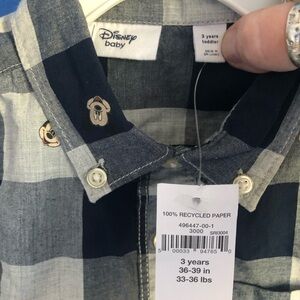 Disney
baby
3 years
toddler
100% RECYCLED PAPER
496447-00-1
3000 SR93004
3 years
36-39 in
33-36 lbs